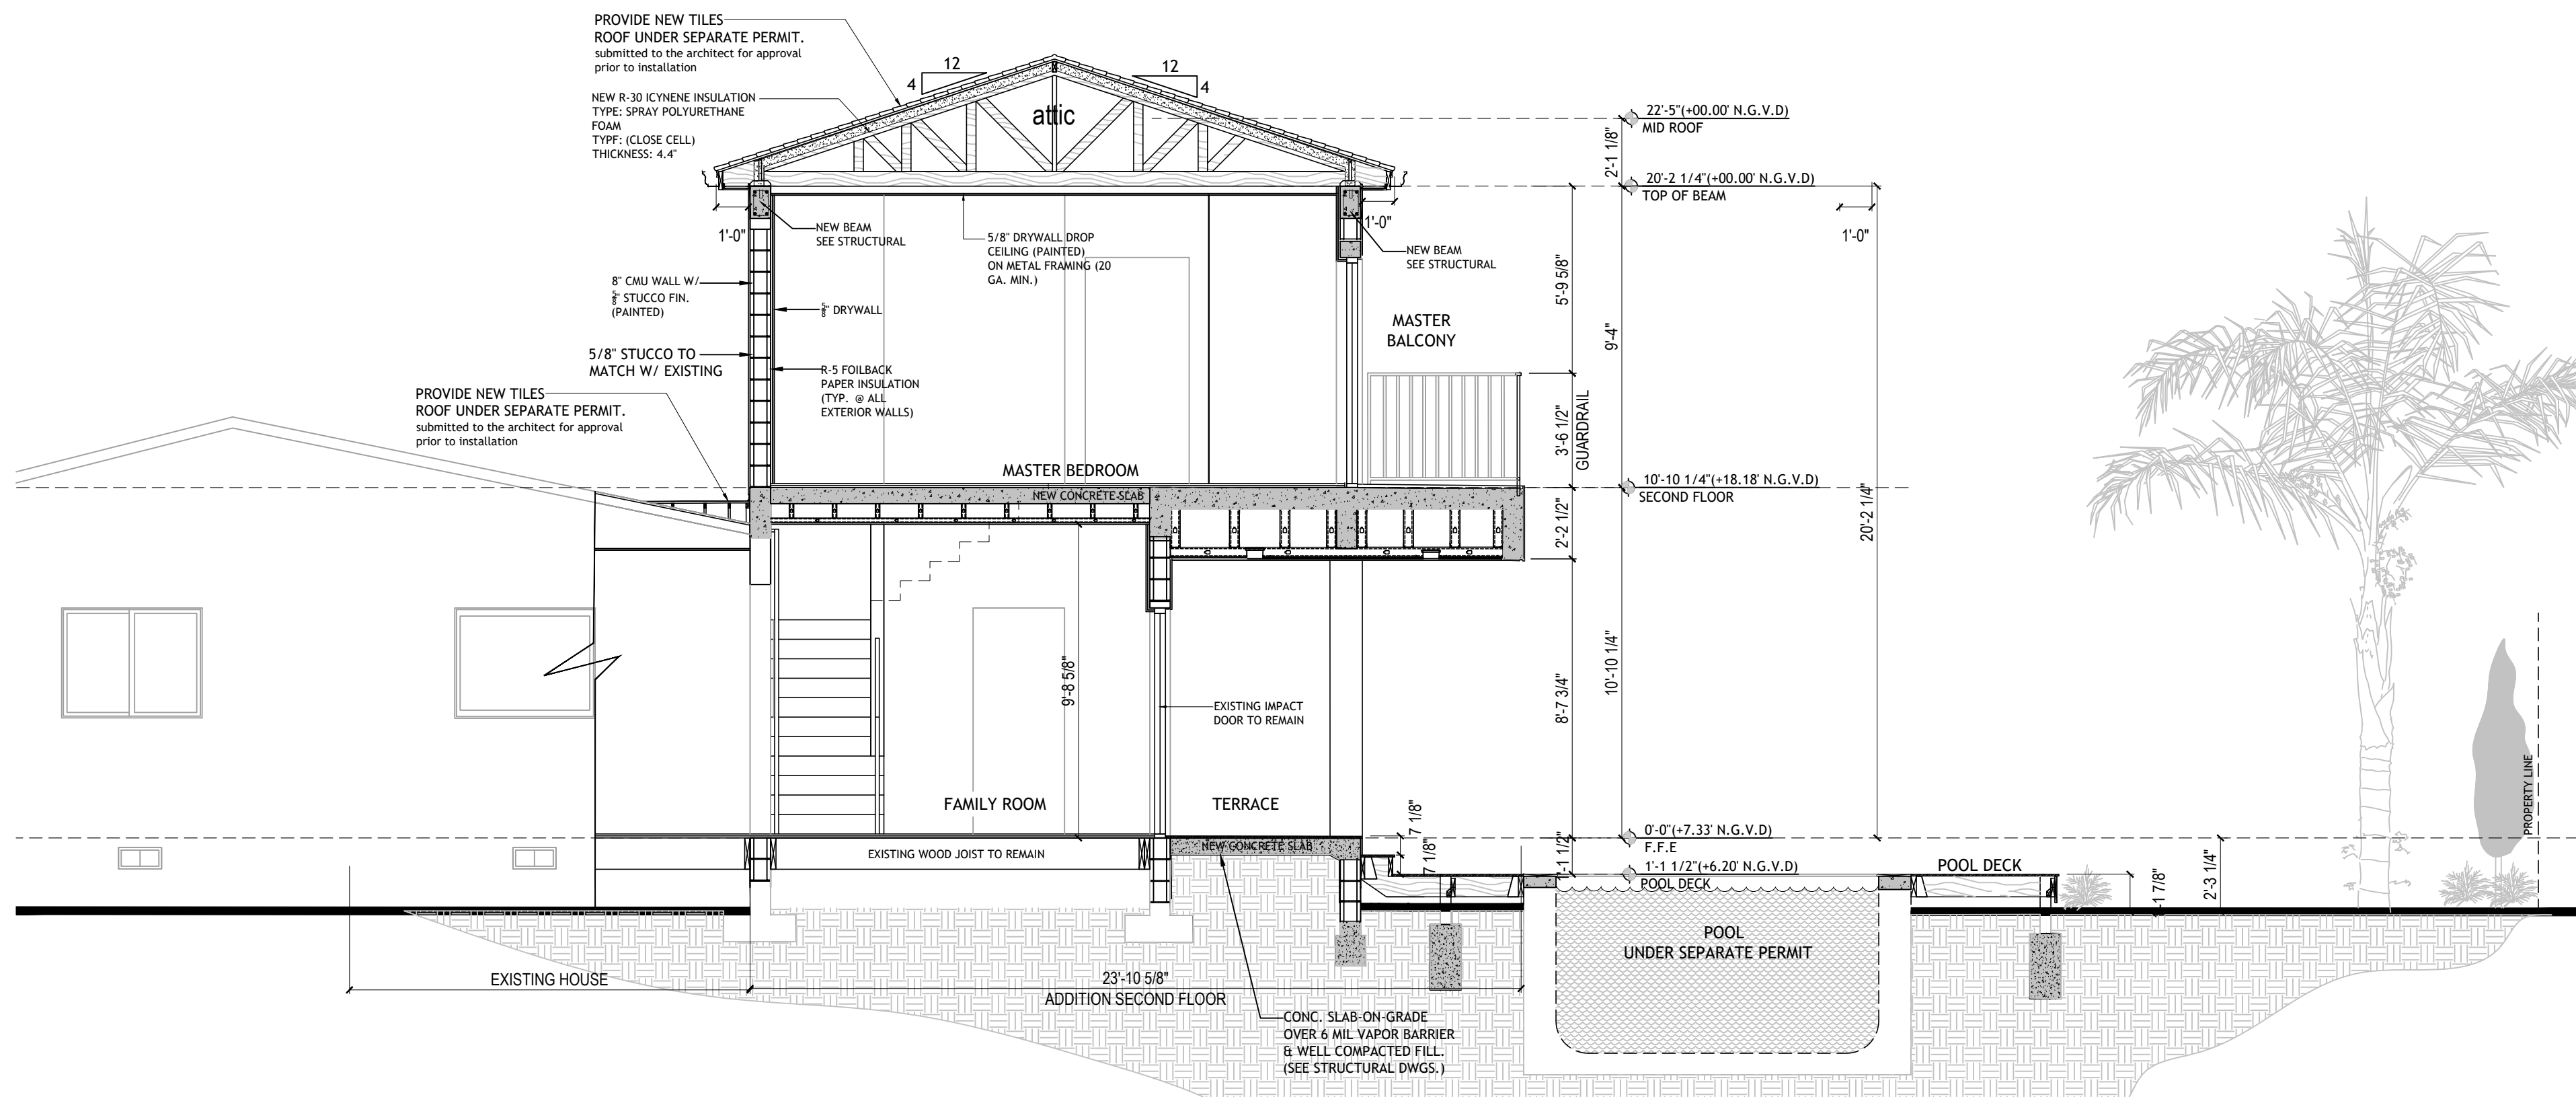 PROVIDE NEW TILES
ROOF UNDER SEPARATE PERMIT.
submitted to the architect for approval
prior to installation
NEW R-30 ICYNENE INSULATION
TYPE: SPRAY POLYURETHANE
FOAM
TYPF: (CLOSE CELL)
THICKNESS: 4.4"
12
4
12
4
attic
22'-5"(+00.00' N.G.V.D)
MID ROOF
2'-1 1/8"
20'-2 1/4"(+00.00' N.G.V.D)
TOP OF BEAM
1'-0"
NEW BEAM
SEE STRUCTURAL
5/8" DRYWALL DROP
CEILING (PAINTED)
ON METAL FRAMING (20
GA. MIN.)
1'-0"
NEW BEAM
SEE STRUCTURAL
1'-0"
8" CMU WALL W/
5/8" STUCCO FIN.
(PAINTED)
5/8" DRYWALL
5/8" STUCCO TO
MATCH W/ EXISTING
R-5 FOILBACK
PAPER INSULATION
(TYP. @ ALL
EXTERIOR WALLS)
MASTER
BALCONY
5'-9 5/8"
9'-4"
PROVIDE NEW TILES
ROOF UNDER SEPARATE PERMIT.
submitted to the architect for approval
prior to installation
3'-6 1/2"
GUARDRAIL
MASTER BEDROOM
NEW CONCRETE SLAB
10'-10 1/4"(+18.18' N.G.V.D)
SECOND FLOOR
2'-2 1/2"
20'-2 1/4"
9'-8 5/8"
EXISTING IMPACT
DOOR TO REMAIN
8'-7 3/4"
10'-10 1/4"
FAMILY ROOM
TERRACE
PROPERTY LINE
EXISTING WOOD JOIST TO REMAIN
NEW CONCRETE SLAB
7 1/8"
7 1/8"
1'-1 1/2"
0'-0"(+7.33' N.G.V.D)
F.F.E
1'-1 1/2"(+6.20' N.G.V.D)
POOL DECK
POOL DECK
2'-3 1/4"
POOL
UNDER SEPARATE PERMIT
EXISTING HOUSE
23'-10 5/8"
ADDITION SECOND FLOOR
CONC. SLAB-ON-GRADE
OVER 6 MIL VAPOR BARRIER
& WELL COMPACTED FILL.
(SEE STRUCTURAL DWGS.)